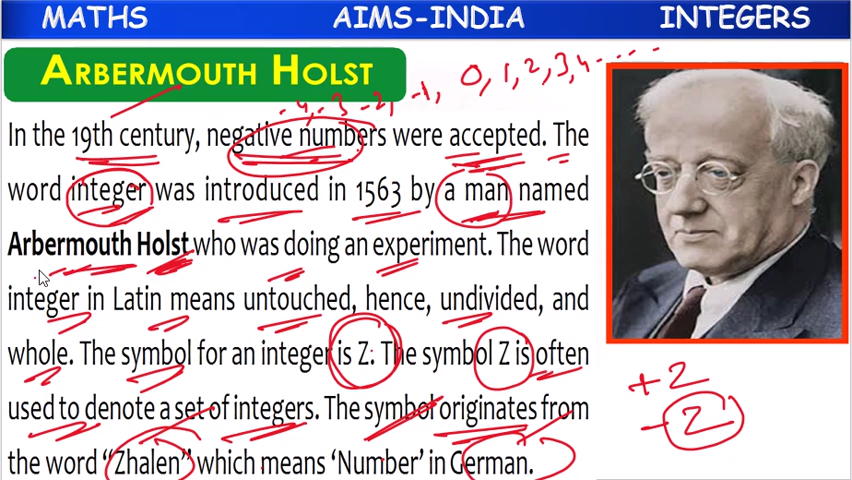 MATHS AIMS-INDIA INTEGERS
ARBERMOUTH HOLST
0, 1, 2, 3, 4 - - - - -
-4, -3 -2, -1,
In the 19th century, negative numbers were accepted. The
word integer was introduced in 1563 by a man named
Arbermouth Holst who was doing an experiment. The word
integer in Latin means untouched, hence, undivided, and
whole. The symbol for an integer is Z. The symbol Z is often
used to denote a set of integers. The symbol originates from
the word “Zhalen” which means ‘Number’ in German.
+2
-2